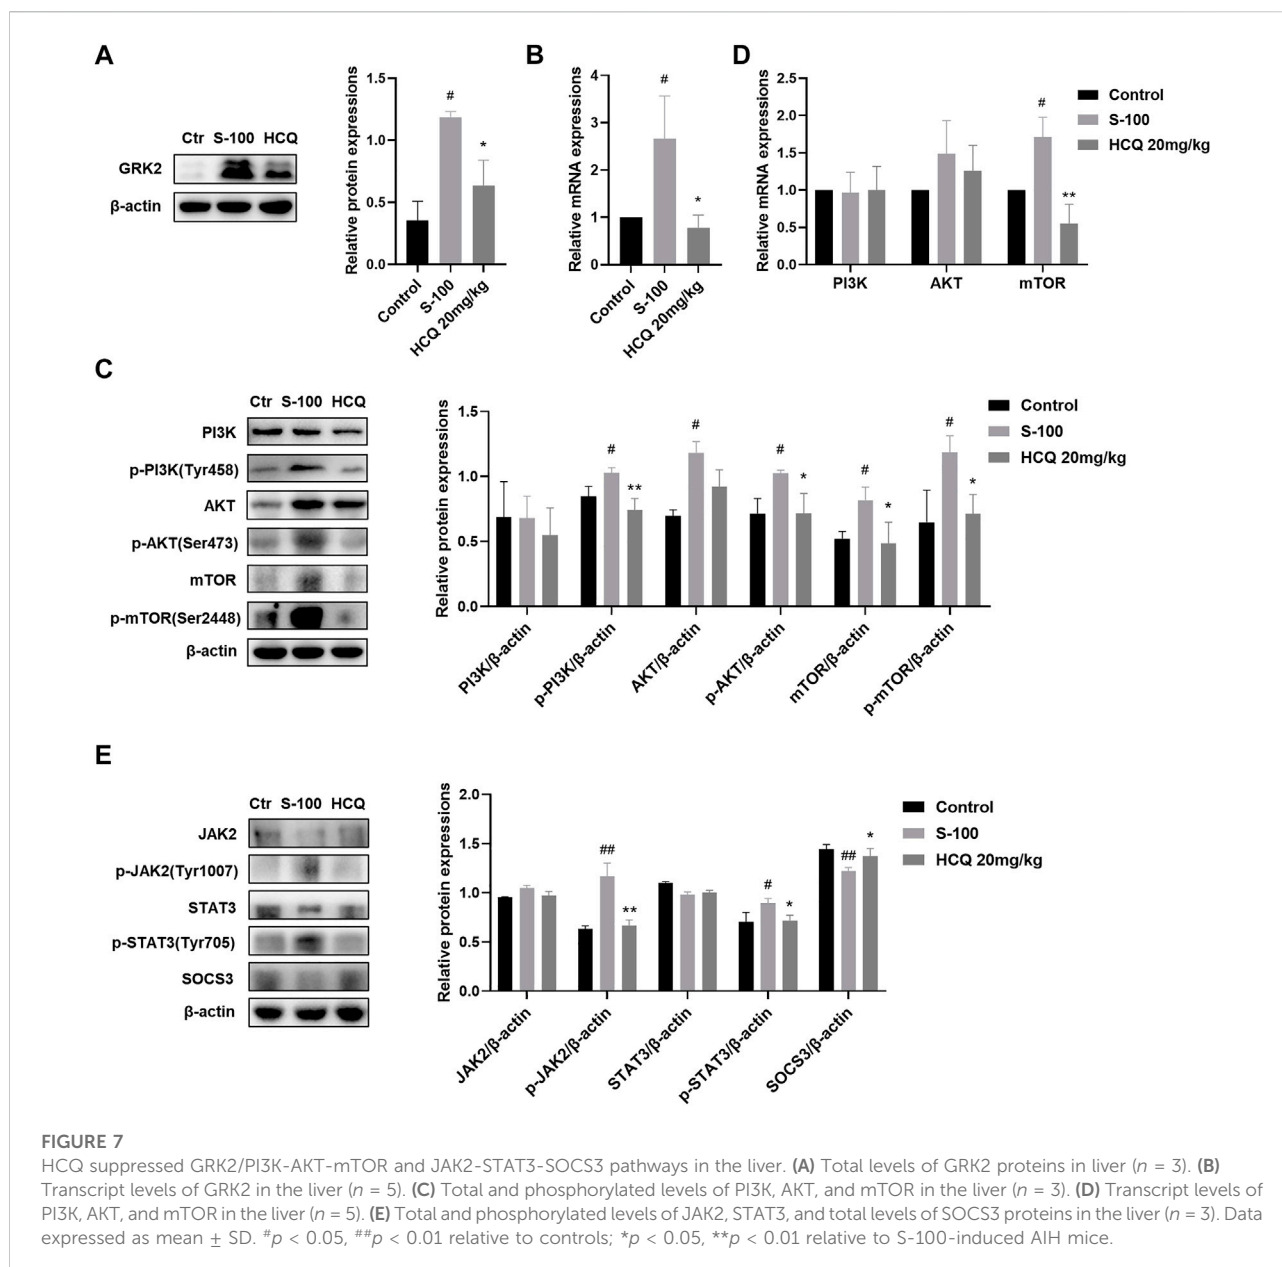 A
Ctr S-100 HCQ
GRK2
β-actin
Relative protein expressions
1.5
1.0
0.5
0.0
#
*
Control
S-100
HCQ 20mg/kg
B
Relative mRNA expressions
4
3
2
1
0
#
*
Control
S-100
HCQ 20mg/kg
D
Relative mRNA expressions
2.5
2.0
1.5
1.0
0.5
0.0
#
**
PI3K
AKT
mTOR
Control
S-100
HCQ 20mg/kg
C
Ctr S-100 HCQ
PI3K
p-PI3K(Tyr458)
AKT
p-AKT(Ser473)
mTOR
p-mTOR(Ser2448)
β-actin
Relative protein expressions
1.5
1.0
0.5
0.0
#
**
#
#
*
#
*
#
*
PI3K/β-actin
p-PI3K/β-actin
AKT/β-actin
p-AKT/β-actin
mTOR/β-actin
p-mTOR/β-actin
Control
S-100
HCQ 20mg/kg
E
Ctr S-100 HCQ
JAK2
p-JAK2(Tyr1007)
STAT3
p-STAT3(Tyr705)
SOCS3
β-actin
Relative protein expressions
2.0
1.5
1.0
0.5
0.0
##
**
#
*
##
*
JAK2/β-actin
p-JAK2/β-actin
STAT3/β-actin
p-STAT3/β-actin
SOCS3/β-actin
Control
S-100
HCQ 20mg/kg
FIGURE 7
HCQ suppressed GRK2/PI3K-AKT-mTOR and JAK2-STAT3-SOCS3 pathways in the liver. (A) Total levels of GRK2 proteins in liver (n = 3). (B)
Transcript levels of GRK2 in the liver (n = 5). (C) Total and phosphorylated levels of PI3K, AKT, and mTOR in the liver (n = 3). (D) Transcript levels of
PI3K, AKT, and mTOR in the liver (n = 5). (E) Total and phosphorylated levels of JAK2, STAT3, and total levels of SOCS3 proteins in the liver (n = 3). Data
expressed as mean ± SD. #p < 0.05, ##p < 0.01 relative to controls; *p < 0.05, **p < 0.01 relative to S-100-induced AIH mice.